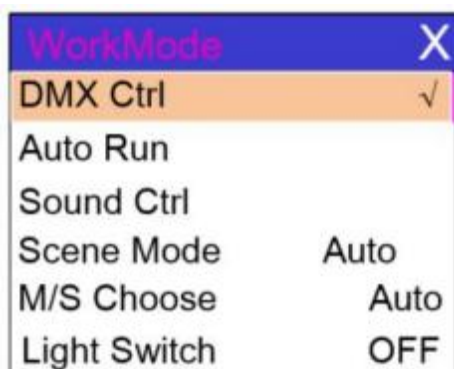 WorkMode X
DMX Ctrl √
Auto Run
Sound Ctrl
Scene Mode Auto
M/S Choose Auto
Light Switch OFF